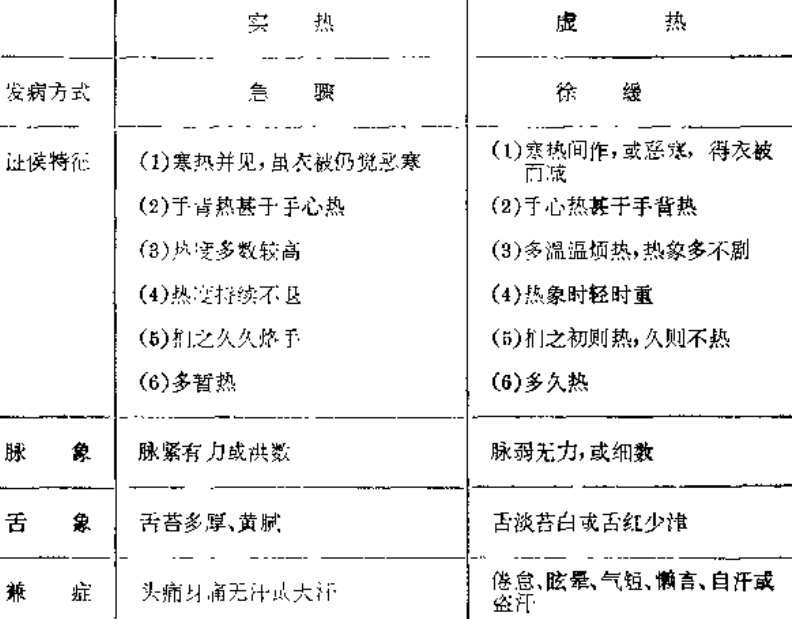 实热 虚热
发病方式 急骤 徐缓
证候特征 (1)寒热并见,虽衣被仍觉恶寒 (1)寒热间作,或恶寒,得衣被
而减
(2)手背热甚于手心热 (2)手心热甚于手背热
(3)热度多数较高 (3)多温温烦热,热象多不剧
(4)热度持续不退 (4)热象时轻时重
(5)扪之久久烙手 (5)扪之初则热,久则不热
(6)多暂热 (6)多久热
脉象 脉紧有力或洪数 脉弱无力,或细数
舌象 舌苔多厚、黄腻 舌淡苔白或舌红少津
兼症 头痛身痛无汗或大汗 倦怠、眩晕、气短、懒言、自汗或
盗汗